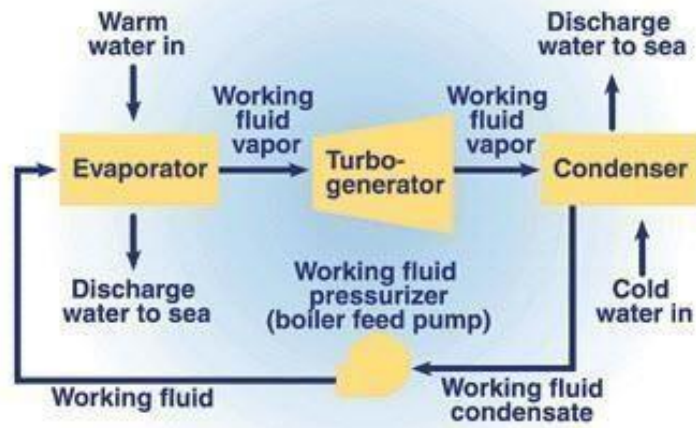 Warm
water in
Discharge
water to sea
Working
fluid
vapor
Working
fluid
vapor
Evaporator
Turbo-
generator
Condenser
Discharge
water to sea
Working fluid
pressurizer
(boiler feed pump)
Cold
water in
Working fluid
Working fluid
condensate